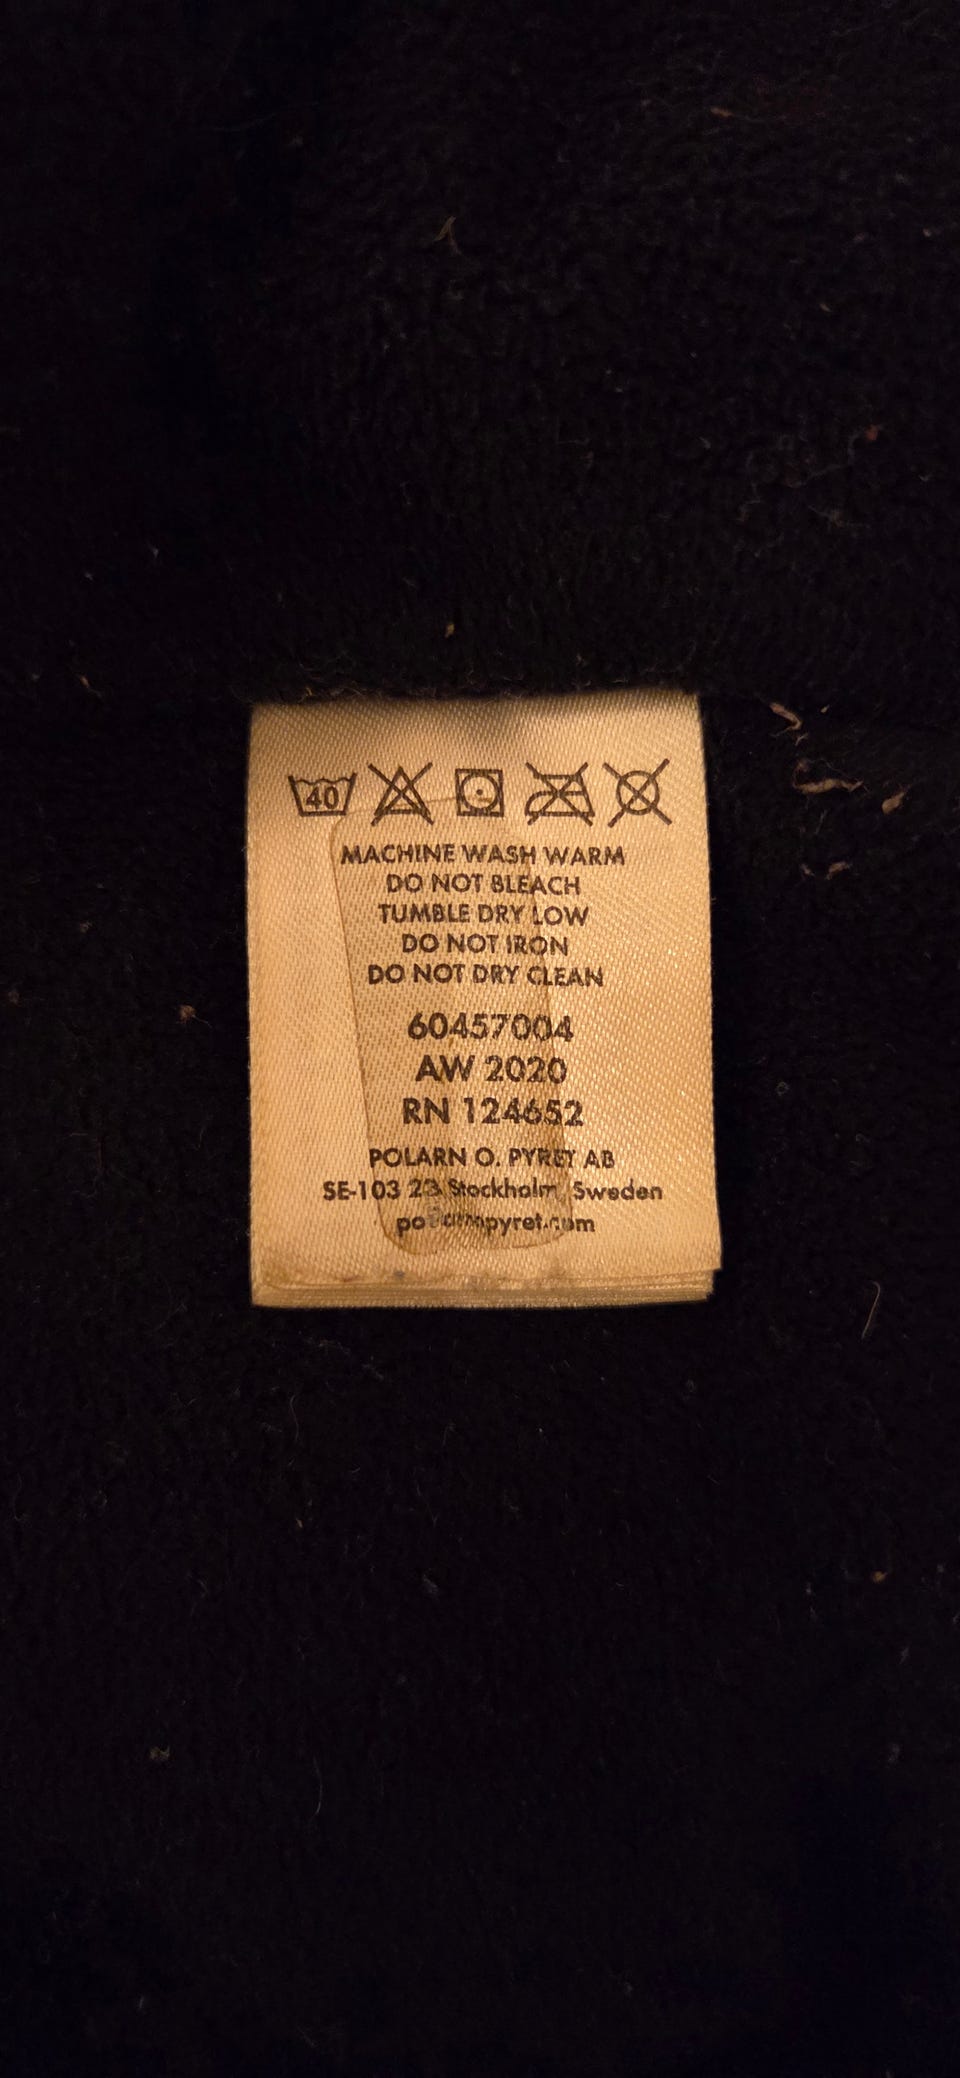 40
MACHINE WASH WARM
DO NOT BLEACH
TUMBLE DRY LOW
DO NOT IRON
DO NOT DRY CLEAN
60457004
AW 2020
RN 124652
POLARN O. PYRET AB
SE-103 23 Stockholm, Sweden